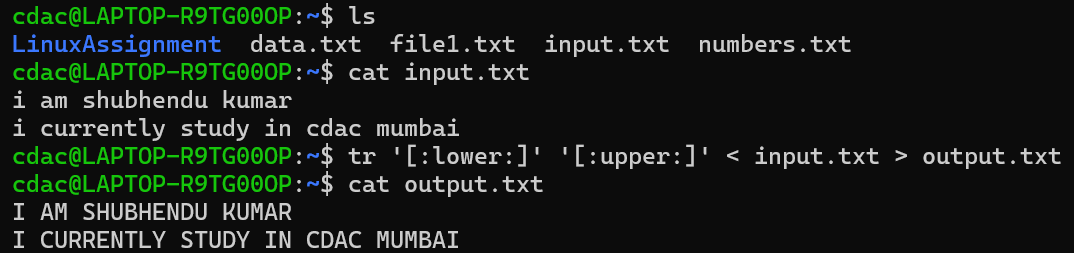 cdac@LAPTOP-R9TG00OP:~$ ls
LinuxAssignment  data.txt  file1.txt  input.txt  numbers.txt
cdac@LAPTOP-R9TG00OP:~$ cat input.txt
i am shubhendu kumar
i currently study in cdac mumbai
cdac@LAPTOP-R9TG00OP:~$ tr '[:lower:]' '[:upper:]' < input.txt > output.txt
cdac@LAPTOP-R9TG00OP:~$ cat output.txt
I AM SHUBHENDU KUMAR
I CURRENTLY STUDY IN CDAC MUMBAI